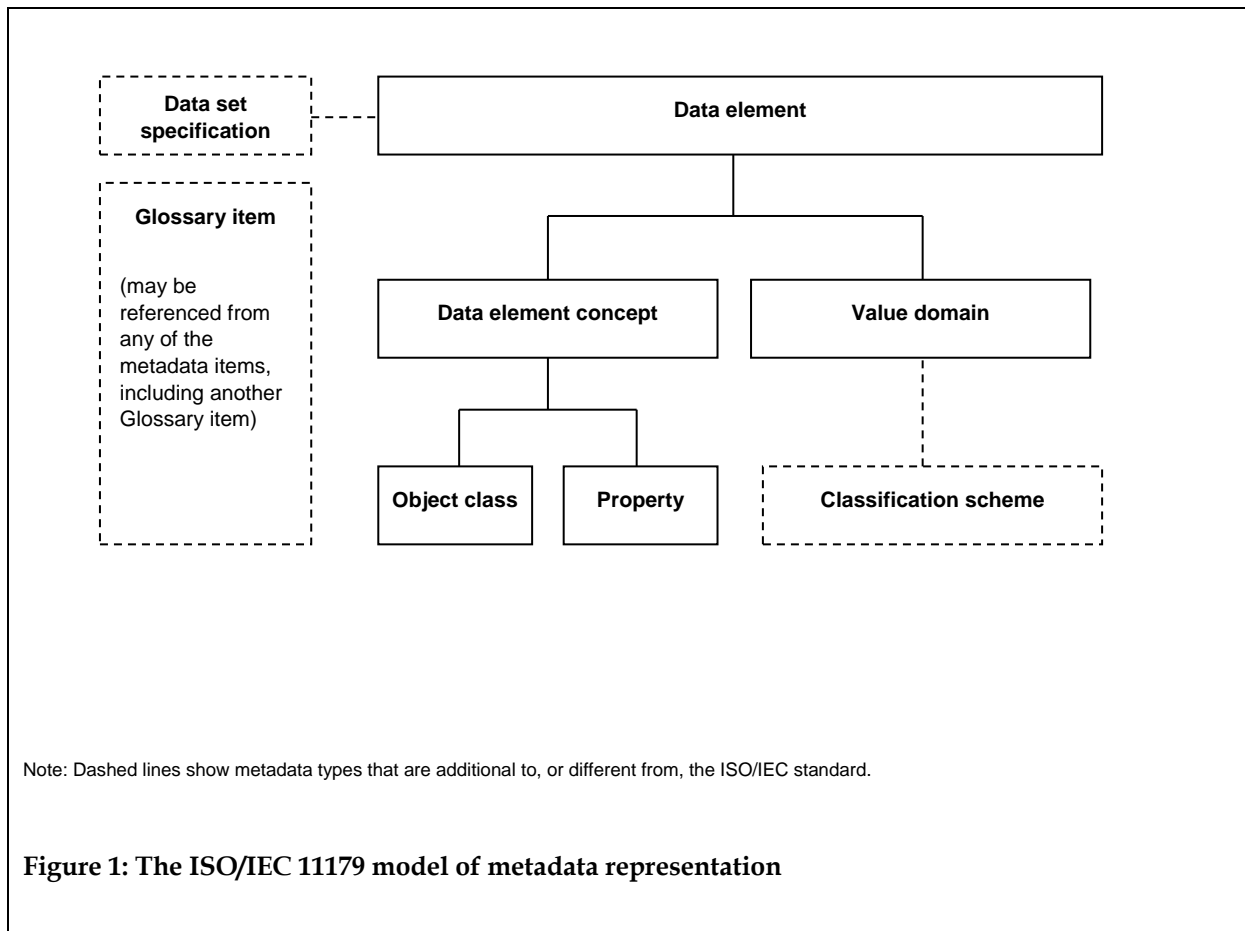 Data set
specification
Data element
Glossary item
(may be
referenced from
any of the
metadata items,
including another
Glossary item)
Data element concept
Value domain
Object class
Property
Classification scheme
Note: Dashed lines show metadata types that are additional to, or different from, the ISO/IEC standard.
Figure 1: The ISO/IEC 11179 model of metadata representation